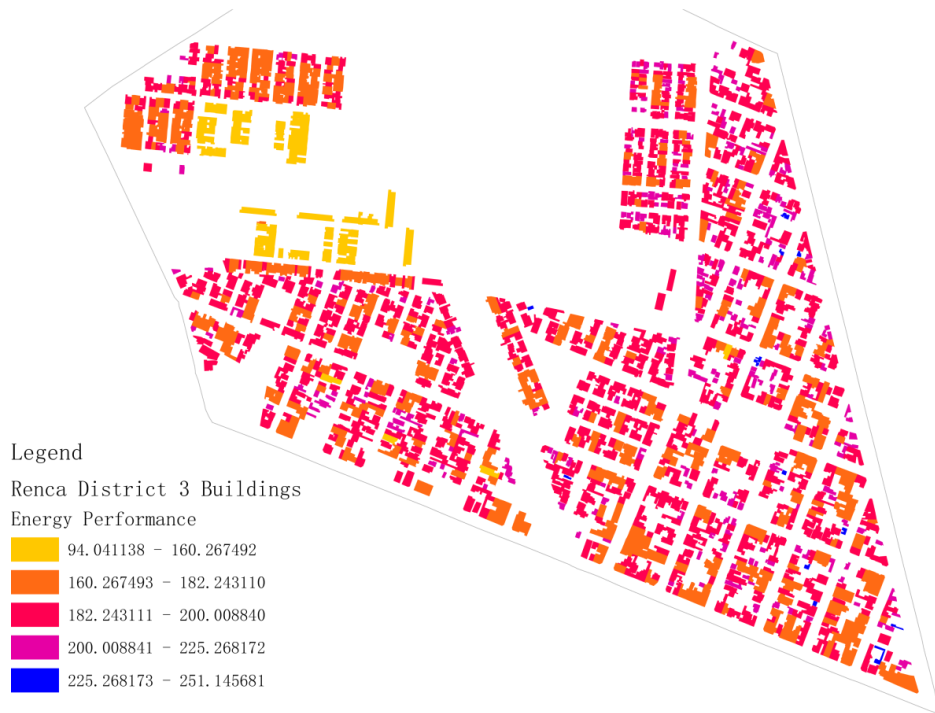 Legend
Renca District 3 Buildings
Energy Performance
94.041138 - 160.267492
160.267493 - 182.243110
182.243111 - 200.008840
200.008841 - 225.268172
225.268173 - 251.145681